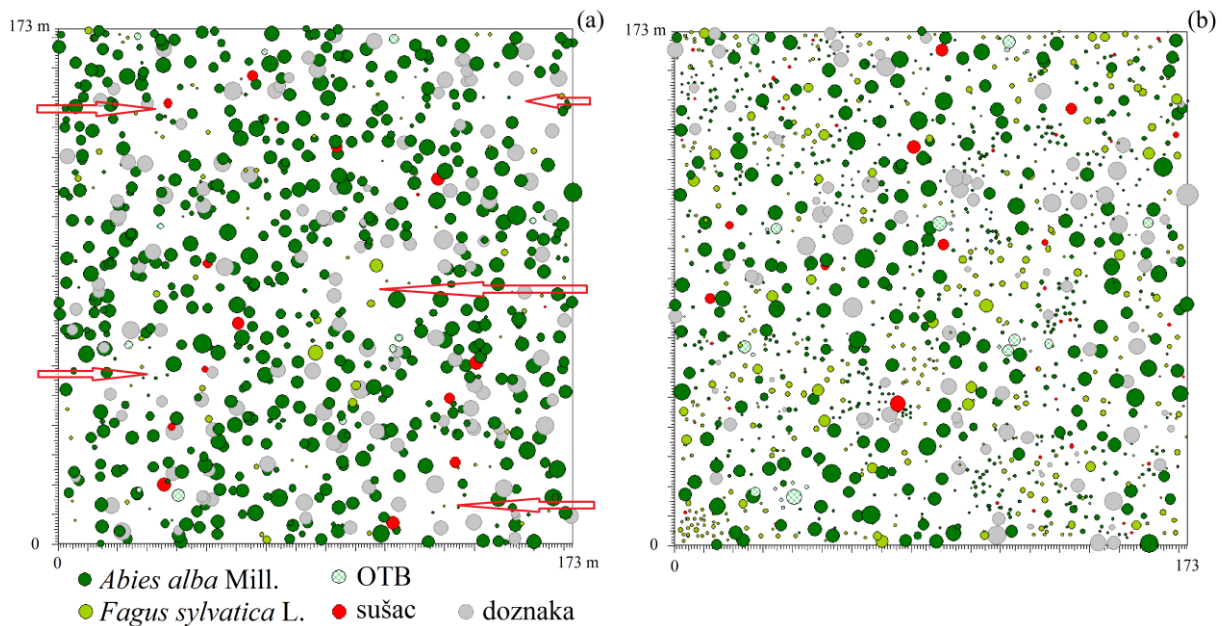 173 m (a)
173 m (b)
0 173 m
0 173
Abies alba Mill. OTB
Fagus sylvatica L. sušac doznaka